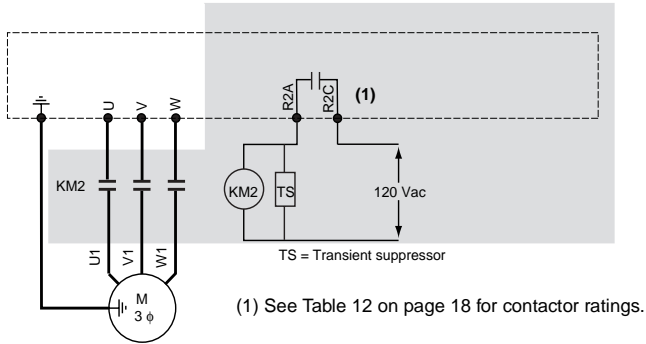 U
V
W
R2A
R2C
(1)
KM2
KM2
TS
120 Vac
U1
V1
W1
TS = Transient suppressor
M
3 ϕ
(1) See Table 12 on page 18 for contactor ratings.